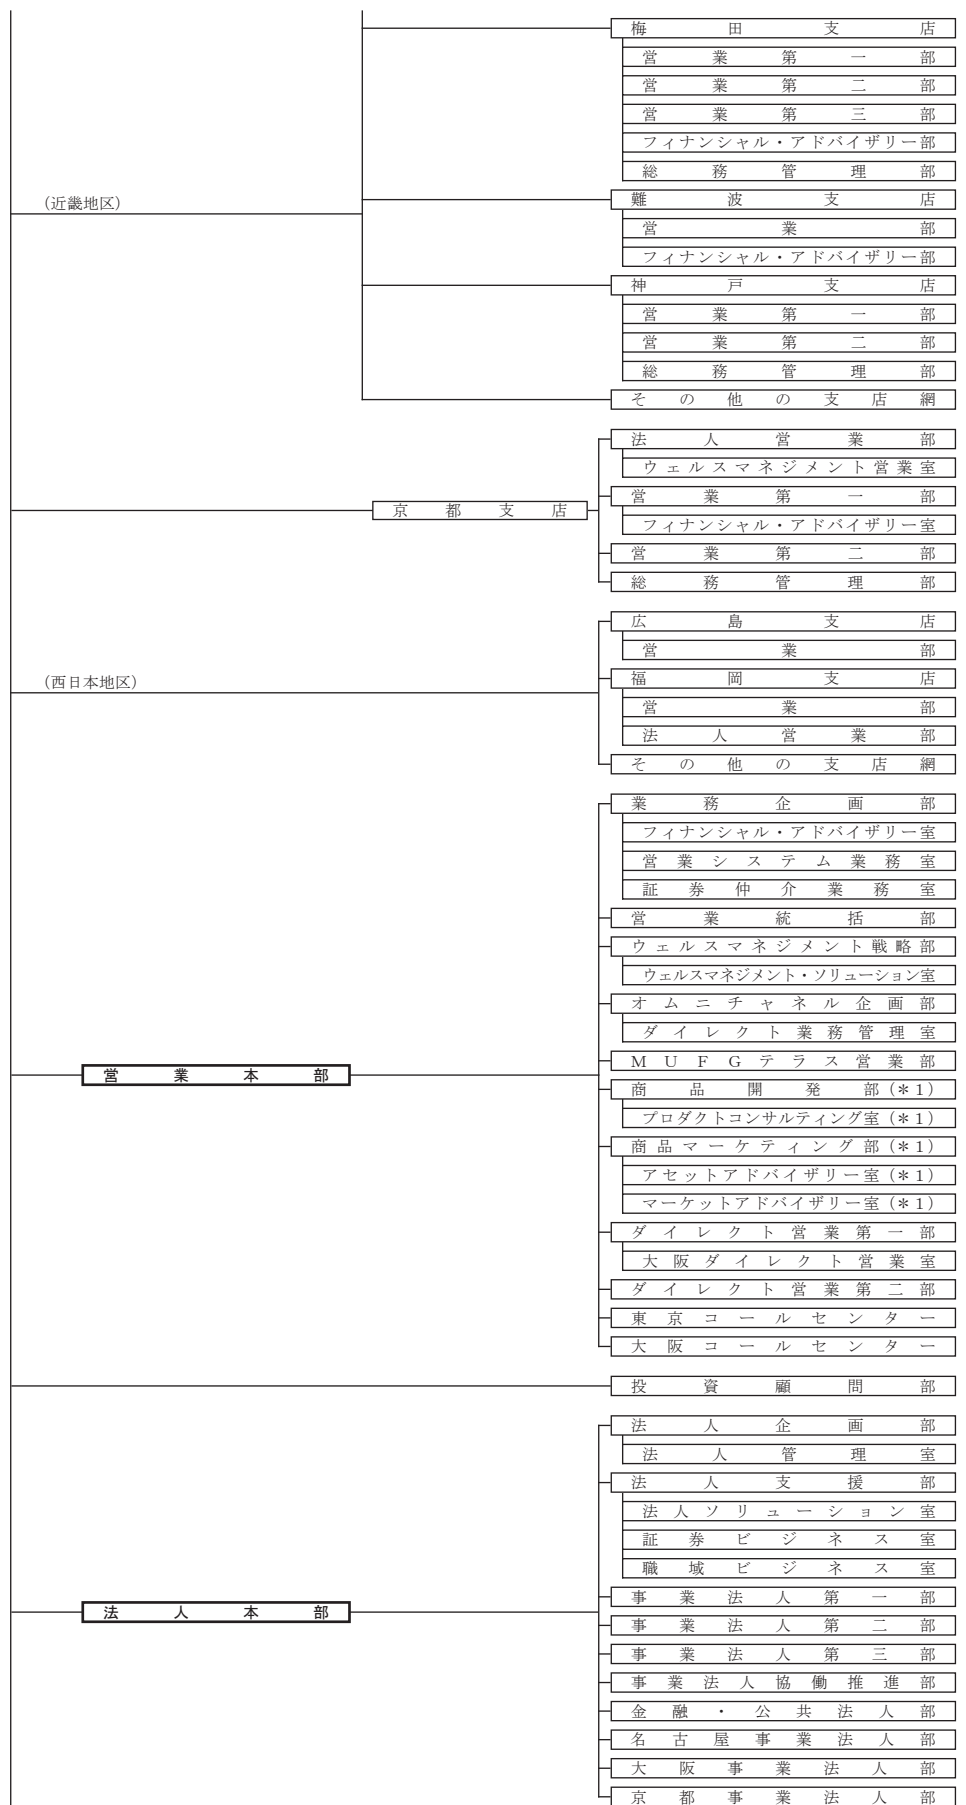 梅田支店
営業第一部
営業第二部
営業第三部
フィナンシャル・アドバイザリー部
総務管理部
(近畿地区)
難波支店
営業部
フィナンシャル・アドバイザリー部
神戸支店
営業第一部
営業第二部
総務管理部
その他の支店網
法人営業部
ウェルスマネジメント営業室
営業第一部
京都支店
フィナンシャル・アドバイザリー室
営業第二部
総務管理部
広島支店
営業部
(西日本地区)
福岡支店
営業部
法人営業部
その他の支店網
業務企画部
フィナンシャル・アドバイザリー室
営業システム業務室
証券仲介業務室
営業統括部
ウェルスマネジメント戦略部
ウェルスマネジメント・ソリューション室
オムニチャネル企画部
ダイレクト業務管理室
MUFGテラス営業部
営業本部
商品開発部(*1)
プロダクトコンサルティング室(*1)
商品マーケティング部(*1)
アセットアドバイザリー室(*1)
マーケットアドバイザリー室(*1)
ダイレクト営業第一部
大阪ダイレクト営業室
ダイレクト営業第二部
東京コールセンター
大阪コールセンター
投資顧問部
法人企画部
法人管理室
法人支援部
法人ソリューション室
証券ビジネス室
職域ビジネス室
事業法人第一部
法人本部
事業法人第二部
事業法人第三部
事業法人協働推進部
金融・公共法人部
名古屋事業法人部
大阪事業法人部
京都事業法人部